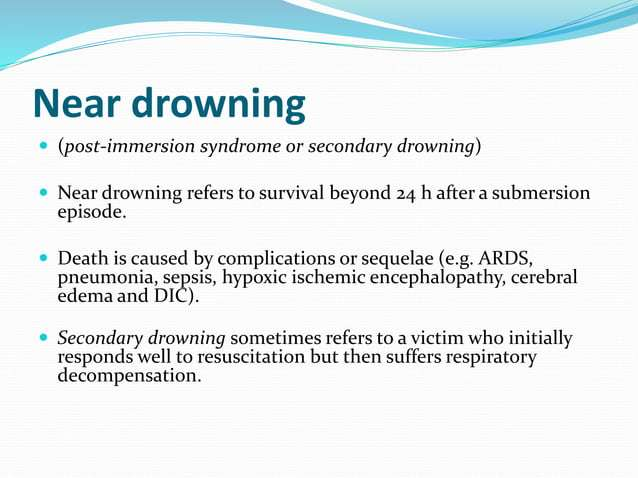 Near drowning
• (post-immersion syndrome or secondary drowning)
• Near drowning refers to survival beyond 24 h after a submersion
episode.
• Death is caused by complications or sequelae (e.g. ARDS,
pneumonia, sepsis, hypoxic ischemic encephalopathy, cerebral
edema and DIC).
• Secondary drowning sometimes refers to a victim who initially
responds well to resuscitation but then suffers respiratory
decompensation.